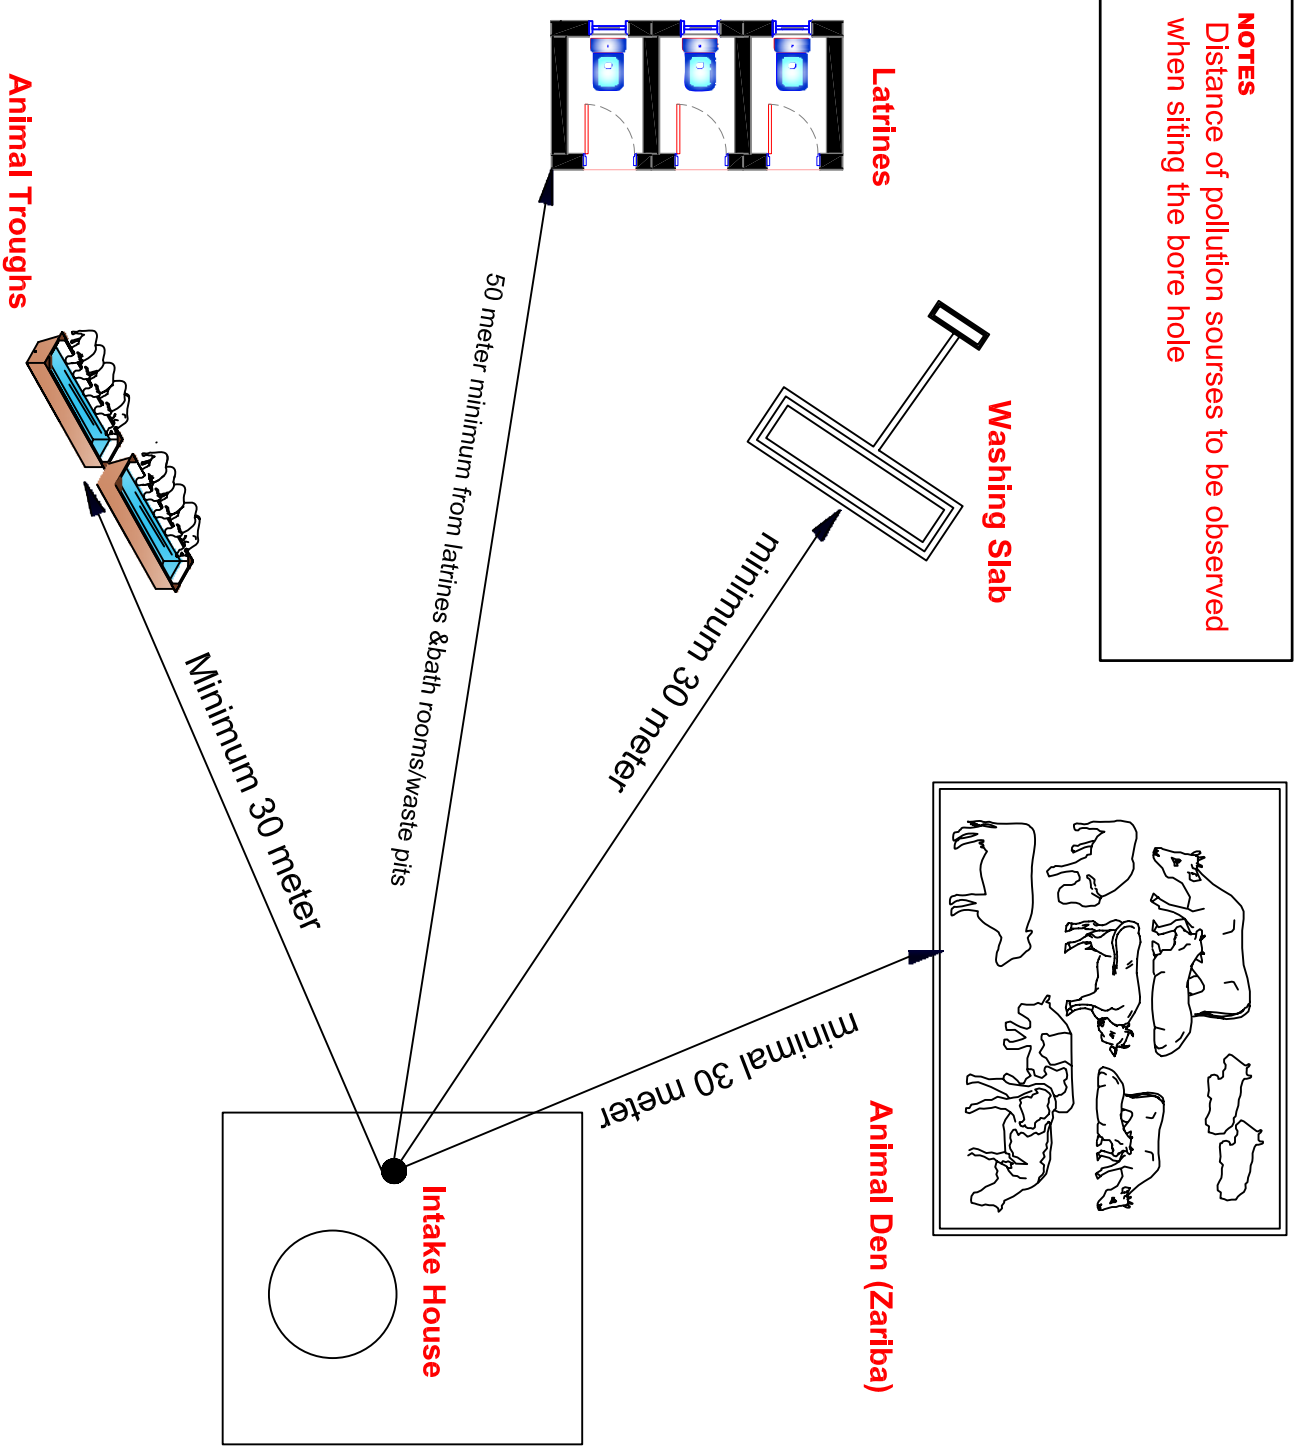 NOTES
Distance of pollution sourses to be observed
when siting the bore hole
Latrines
Washing Slab
Animal Troughs
50 meter minimum from latrines &bath rooms/waste pits
minimum 30 meter
Minimum 30 meter
minimal 30 meter
Animal Den (Zariba)
Intake House